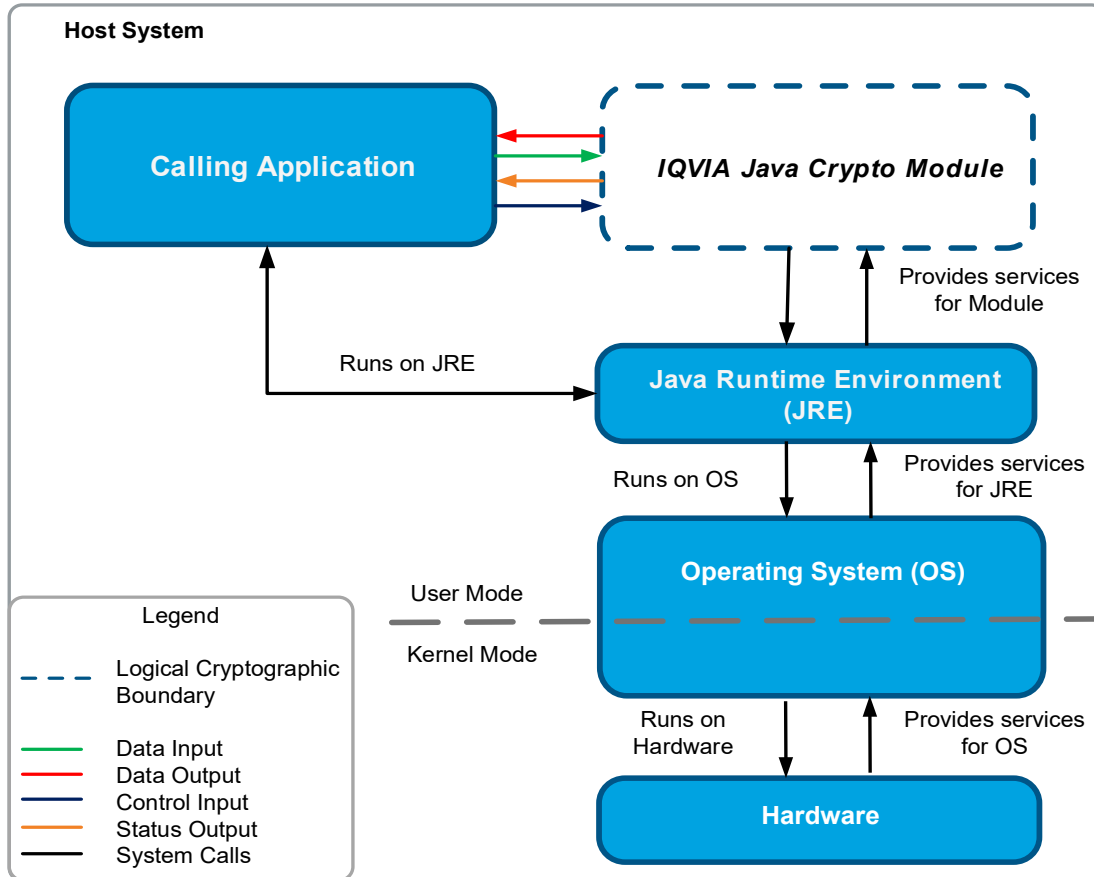 Host System
Calling Application
IQVIA Java Crypto Module
Provides services
for Module
Runs on JRE
Java Runtime Environment
(JRE)
Runs on OS
Provides services
for JRE
Operating System (OS)
User Mode
Kernel Mode
Runs on
Hardware
Provides services
for OS
Hardware
Legend
Logical Cryptographic
Boundary
Data Input
Data Output
Control Input
Status Output
System Calls